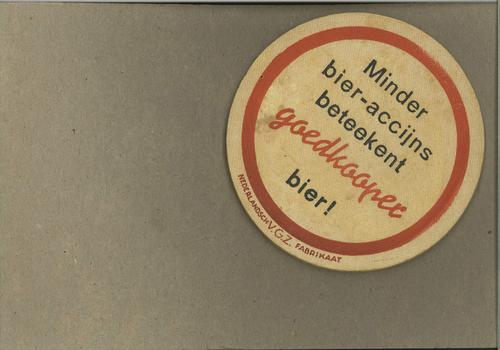 Minder
bier-accijns
beteekent
goedkooper
bier!
NEDERLANDSCH V.G.Z. FABRIKAAT